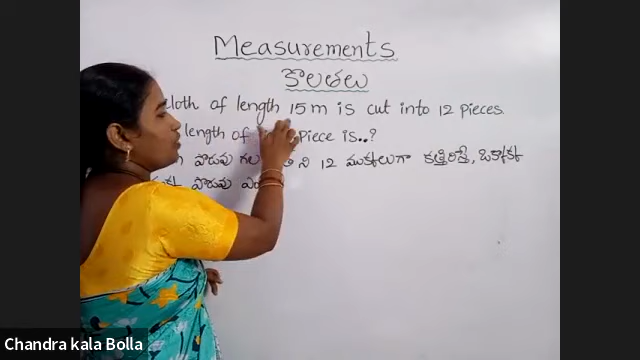 Measurements
కొలతలు
cloth of length 15 m is cut into 12 pieces.
length of piece is..?
పొడవు గల ని 12 ముక్కలుగా కత్తిరిస్తే, ఒక్కొక్క
పొడవు
Chandra kala Bolla